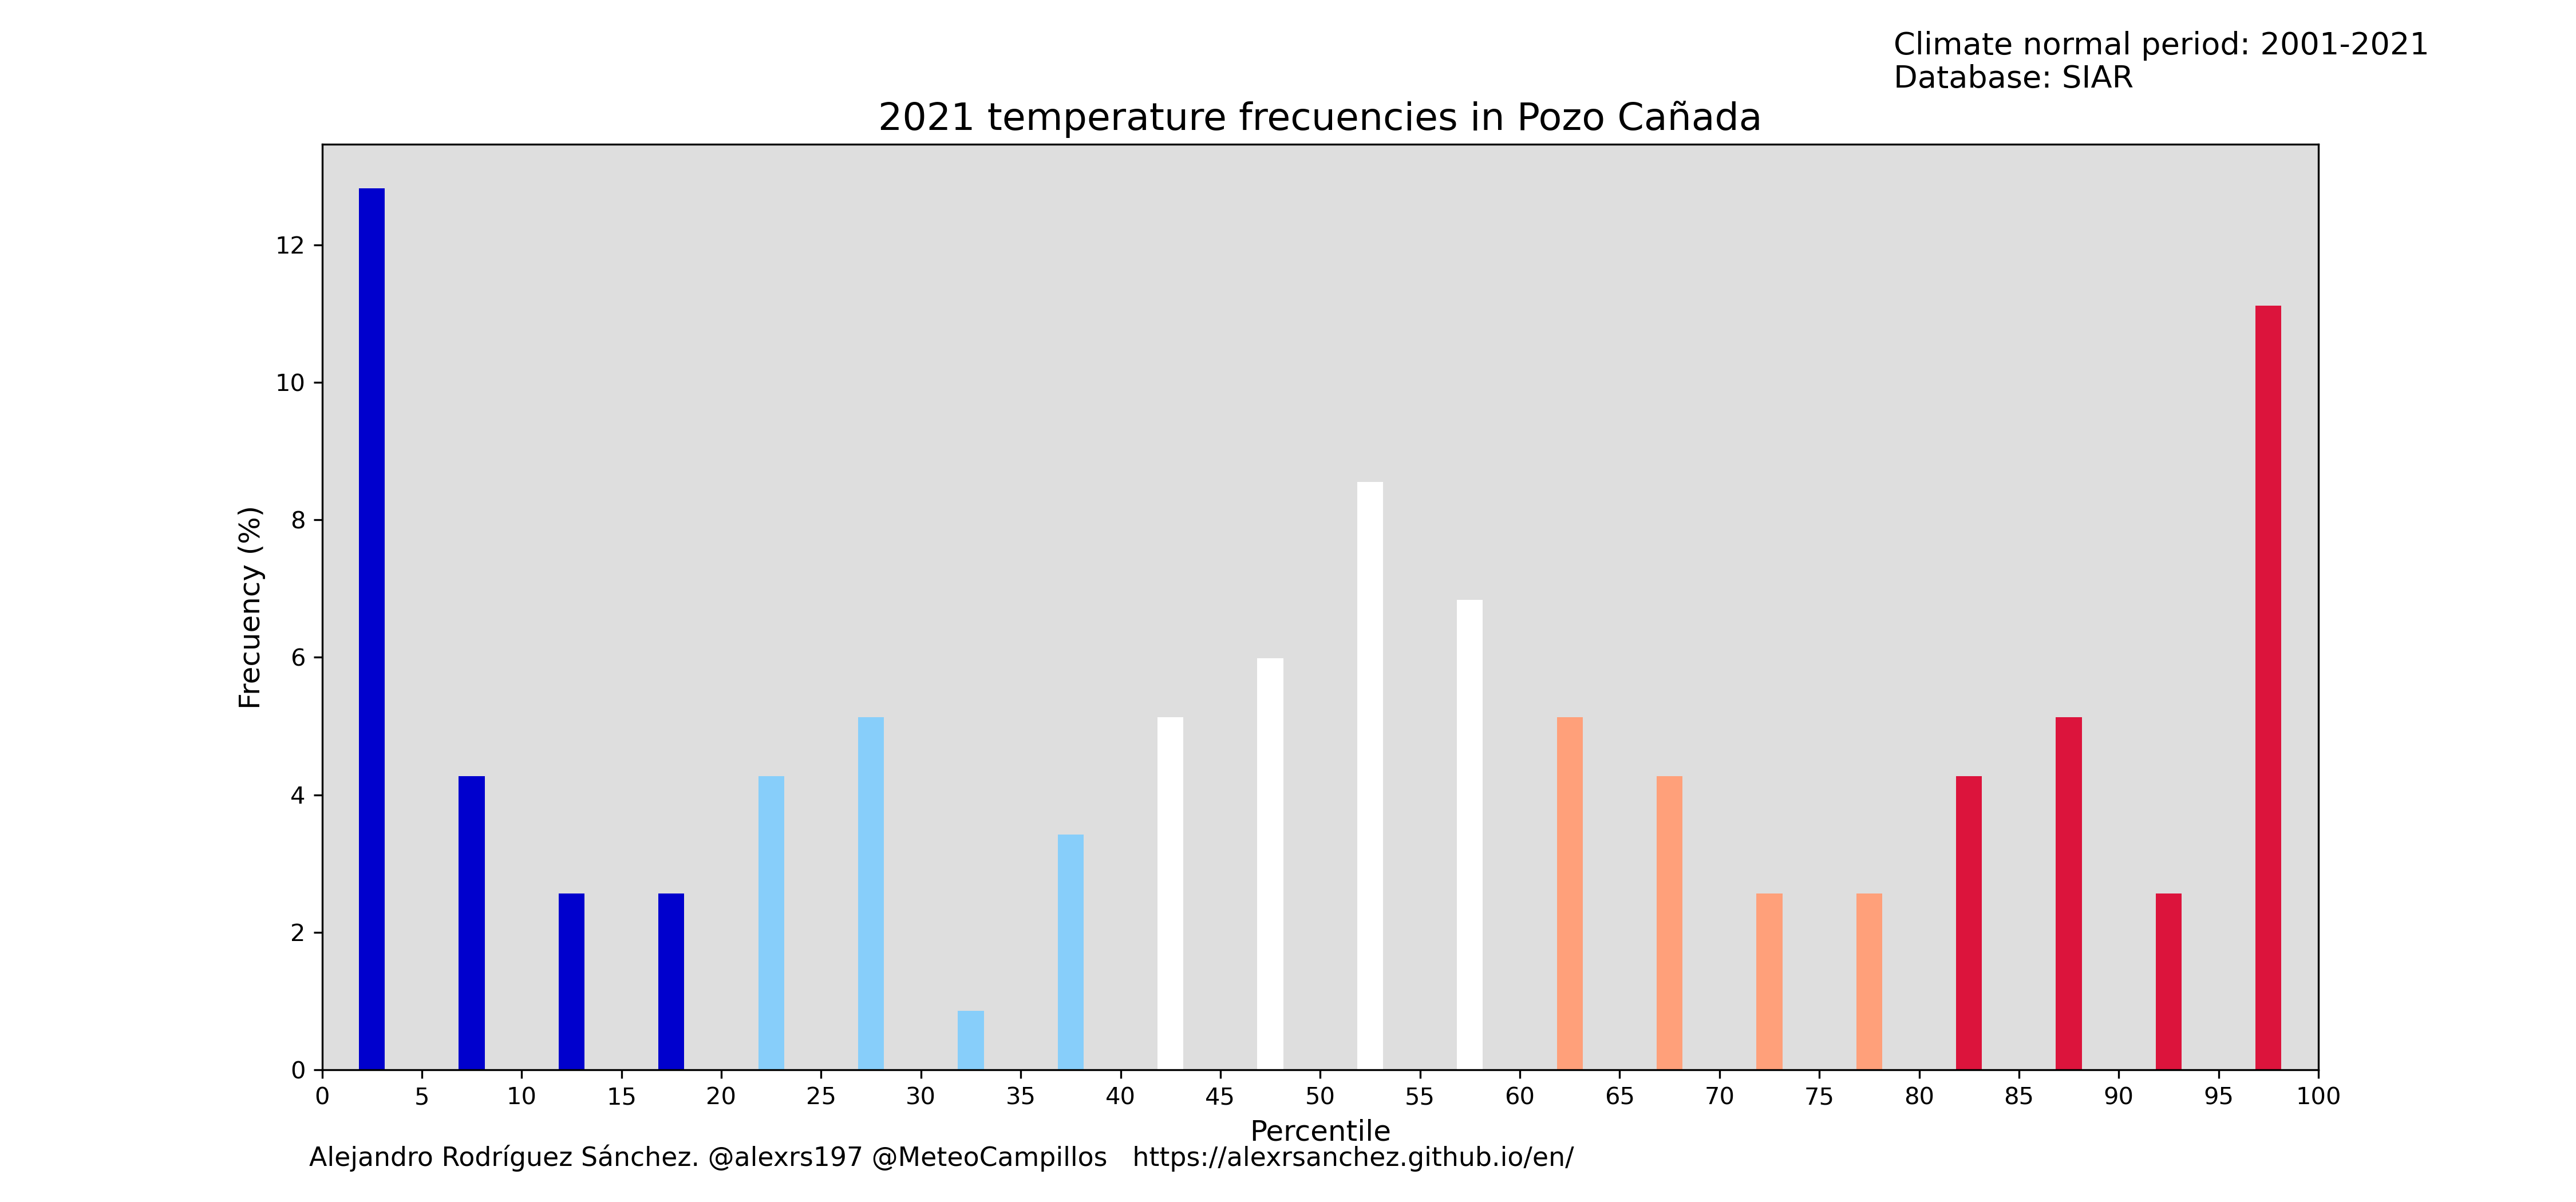 Climate normal period: 2001-2021
Database: SIAR
2021 temperature frecuencies in Pozo Cañada
Frecuency (%)
12
10
8
6
4
2
0
0 5 10 15 20 25 30 35 40 45 50 55 60 65 70 75 80 85 90 95 100
Percentile
Alejandro Rodríguez Sánchez. @alexrs197 @MeteoCampillos https://alexrsanchez.github.io/en/